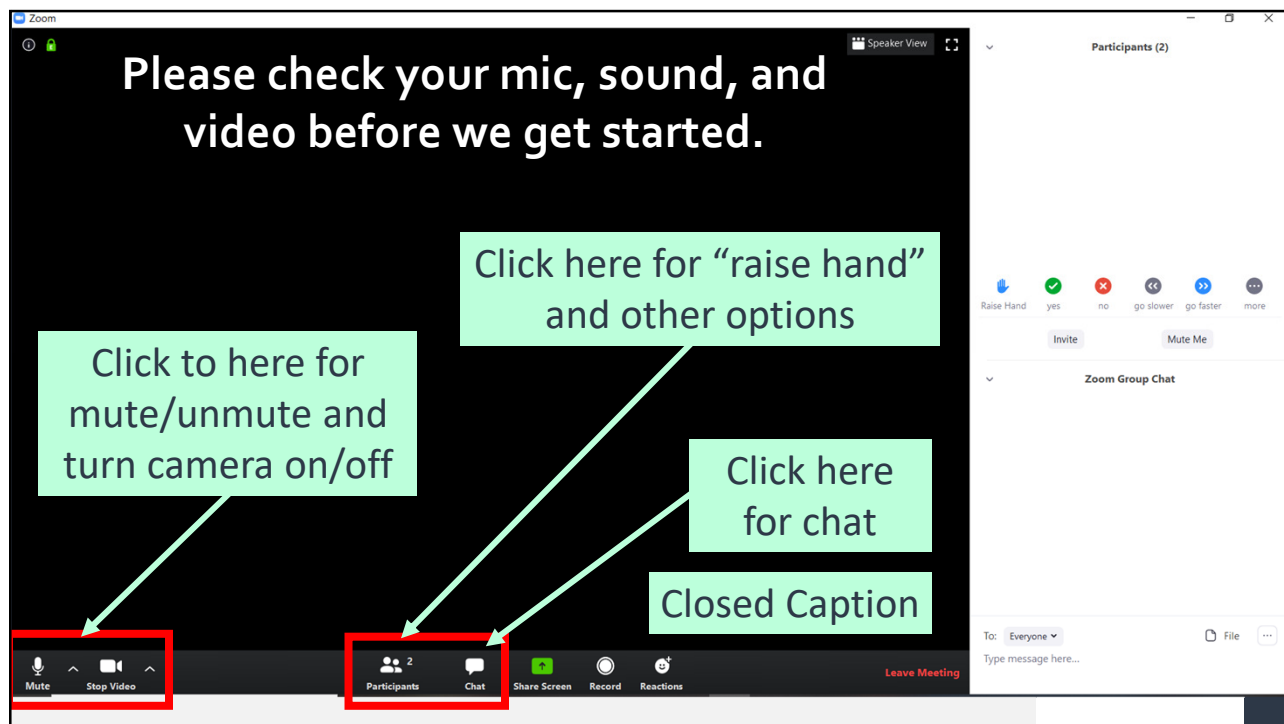 Zoom
Please check your mic, sound, and
video before we get started.
Speaker View
Click here for “raise hand”
and other options
Click to here for
mute/unmute and
turn camera on/off
Click here
for chat
Closed Caption
Mute
Stop Video
2
Participants
Chat
Share Screen
Record
Reactions
Leave Meeting
Participants (2)
Raise Hand
yes
no
go slower
go faster
more
Invite
Mute Me
Zoom Group Chat
To: Everyone
File
Type message here...